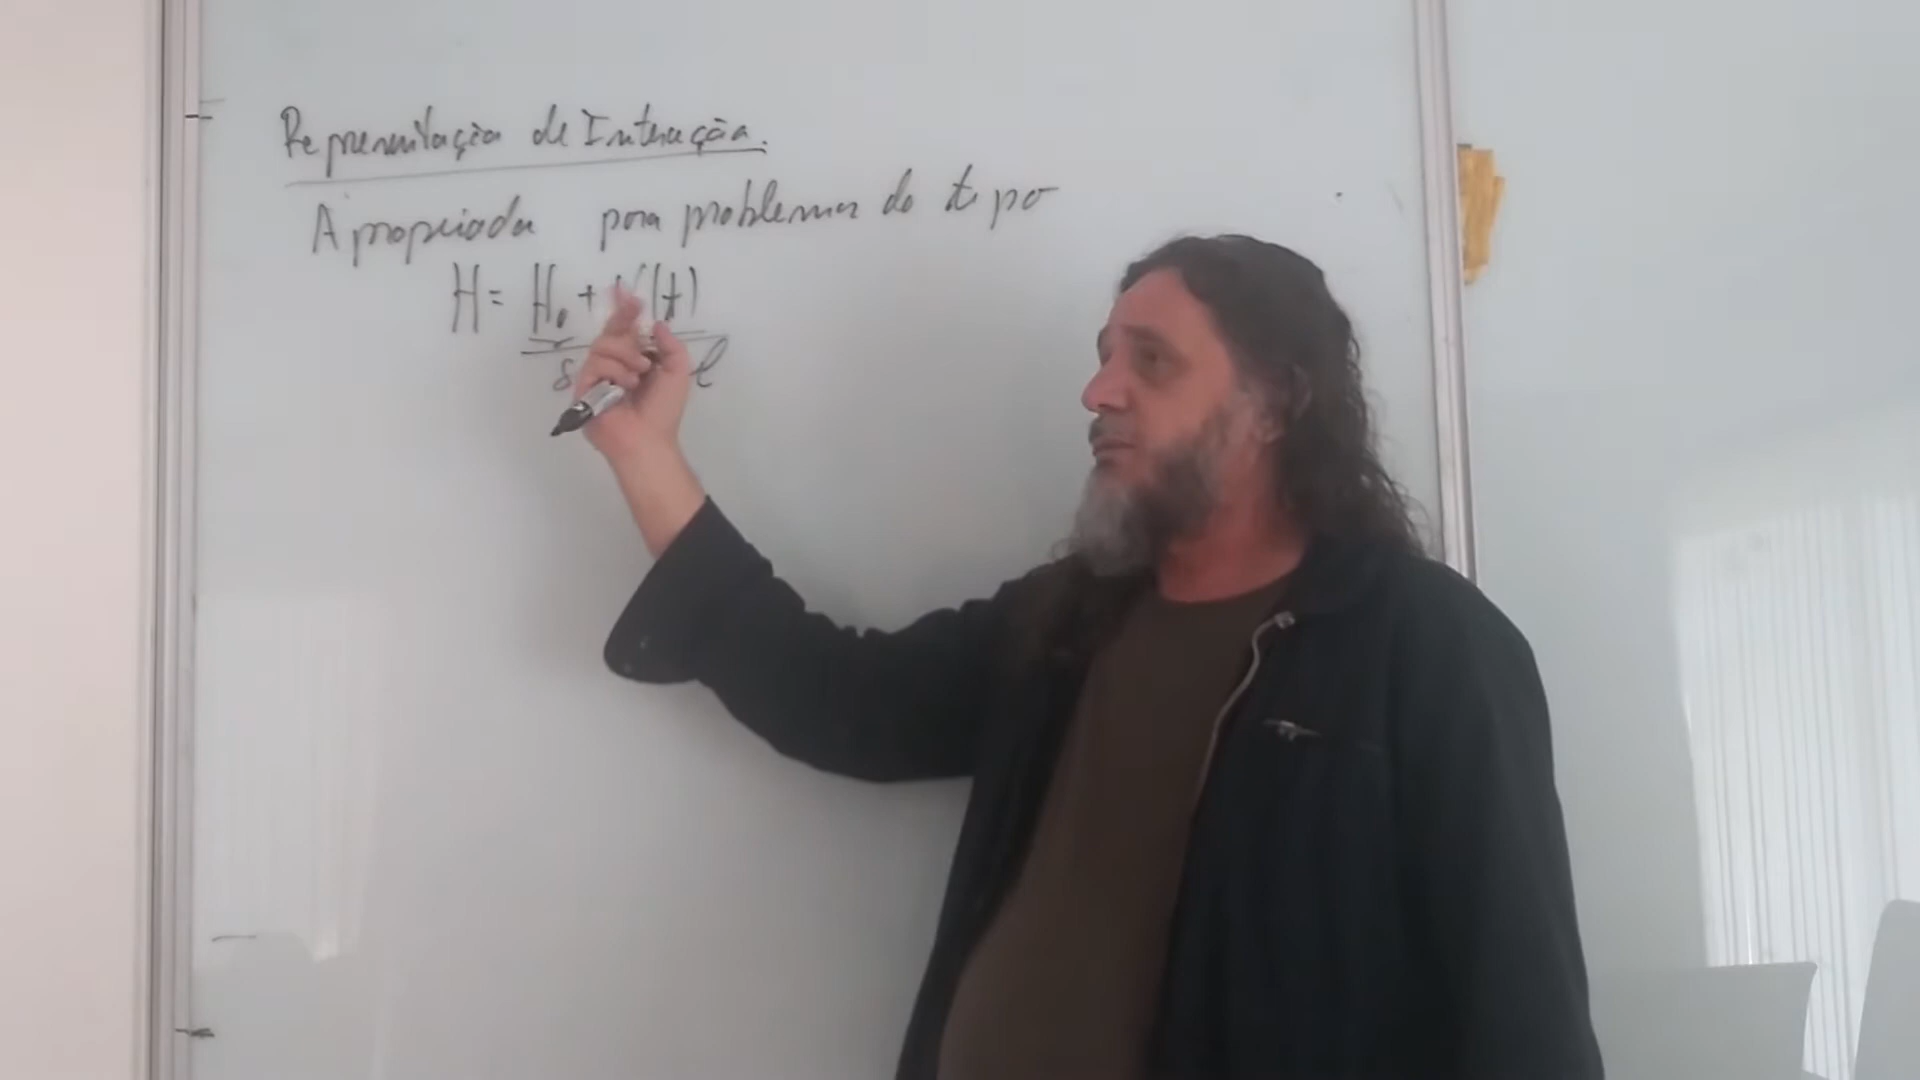 Representação de Interação.
Apropriada para problemas do tipo
H = H₀ + V(t)